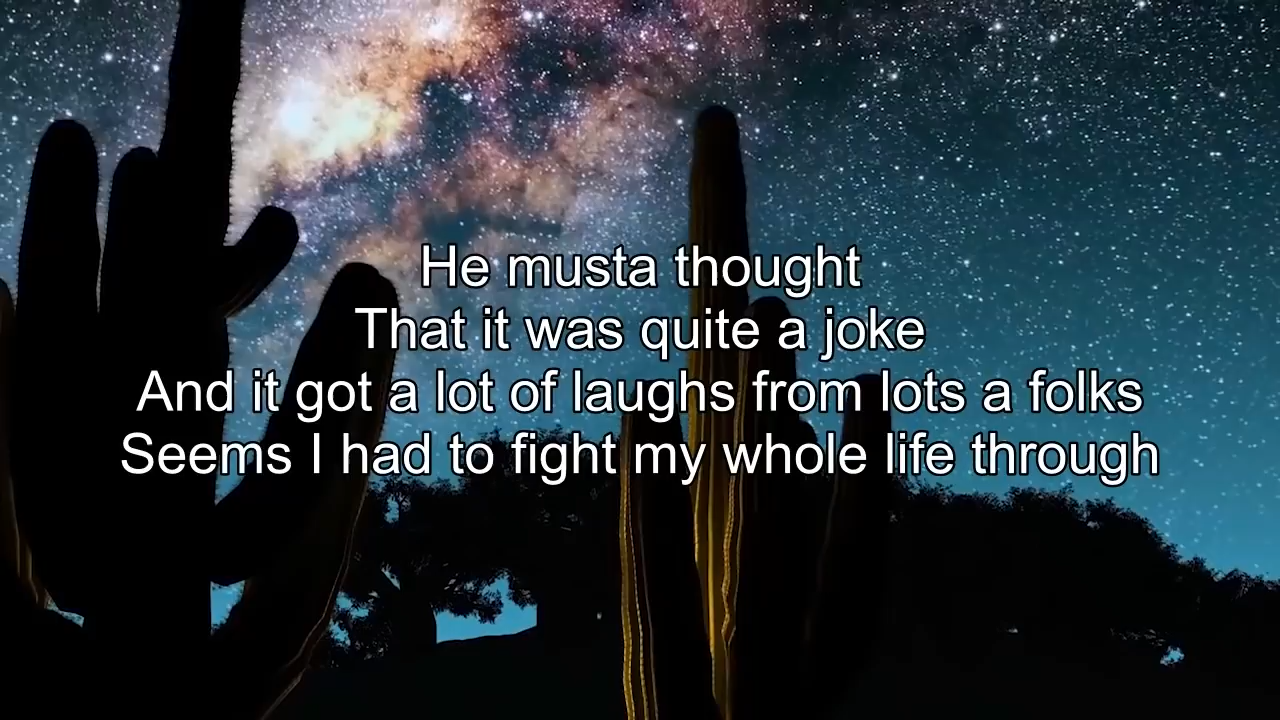 He musta thought
That it was quite a joke
And it got a lot of laughs from lots a folks
Seems I had to fight my whole life through